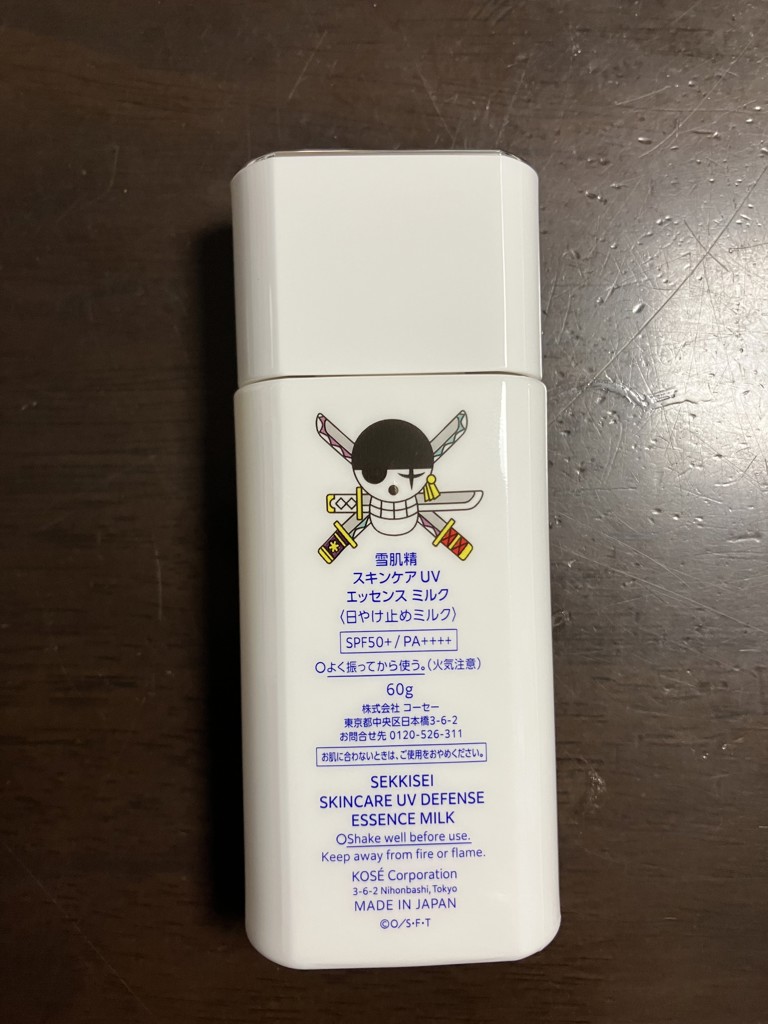 雪肌精
スキンケア UV
エッセンス ミルク
〈日やけ止めミルク〉
SPF50+ / PA++++
○よく振ってから使う。(火気注意)
60g
株式会社 コーセー
東京都中央区日本橋3-6-2
お問合せ先 0120-526-311
お肌に合わないときは、ご使用をおやめください。
SEKKISEI
SKINCARE UV DEFENSE
ESSENCE MILK
○Shake well before use.
Keep away from fire or flame.
KOSÉ Corporation
3-6-2 Nihonbashi, Tokyo
MADE IN JAPAN
©O/S・F・T